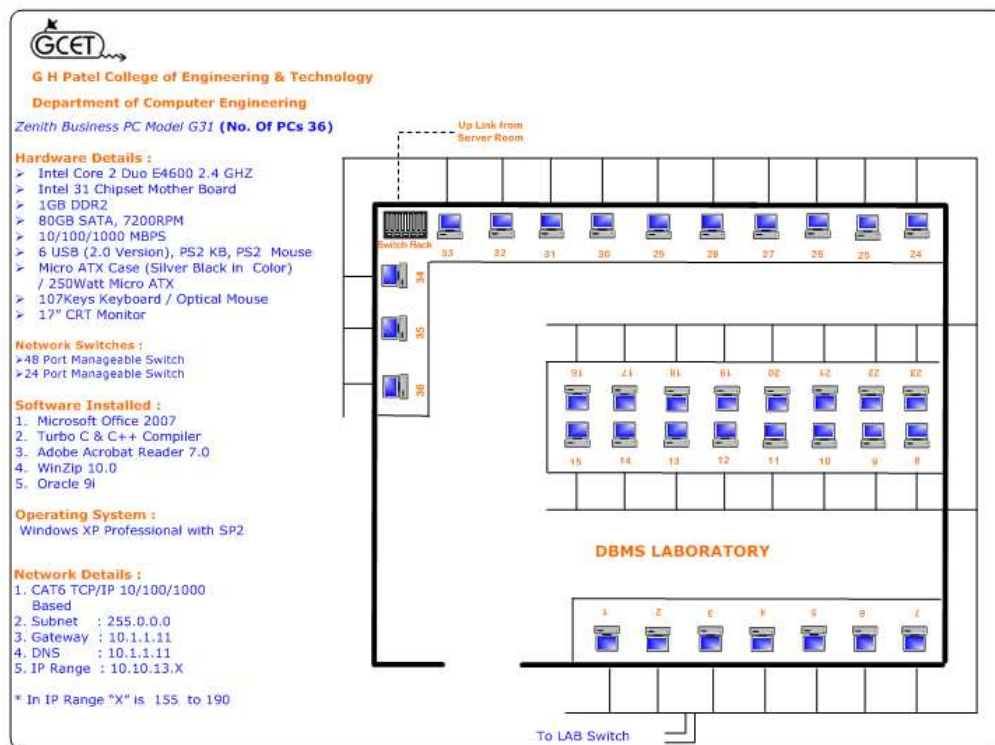 GCET
G H Patel College of Engineering & Technology
Department of Computer Engineering
Zenith Business PC Model G31 (No. Of PCs 36)
Hardware Details :
➢ Intel Core 2 Duo E4600 2.4 GHZ
➢ Intel 31 Chipset Mother Board
➢ 1GB DDR2
➢ 80GB SATA, 7200RPM
➢ 10/100/1000 MBPS
➢ 6 USB (2.0 Version), PS2 KB, PS2 Mouse
➢ Micro ATX Case (Silver Black in Color)
/ 250Watt Micro ATX
➢ 107Keys Keyboard / Optical Mouse
➢ 17" CRT Monitor
Network Switches :
➢48 Port Manageable Switch
➢24 Port Manageable Switch
Software Installed :
1. Microsoft Office 2007
2. Turbo C & C++ Compiler
3. Adobe Acrobat Reader 7.0
4. WinZip 10.0
5. Oracle 9i
Operating System :
Windows XP Professional with SP2
Network Details :
1. CAT6 TCP/IP 10/100/1000
Based
2. Subnet : 255.0.0.0
3. Gateway : 10.1.1.11
4. DNS : 10.1.1.11
5. IP Range : 10.10.13.X
* In IP Range "X" is 155 to 190
Up Link from
Server Room
Switch Rack
33 32 31 30 29 28 27 26 25 24
34
35
36
16 17 18 19 20 21 22 23
15 14 13 12 11 10 9 8
DBMS LABORATORY
1 2 3 4 5 6 7
To LAB Switch